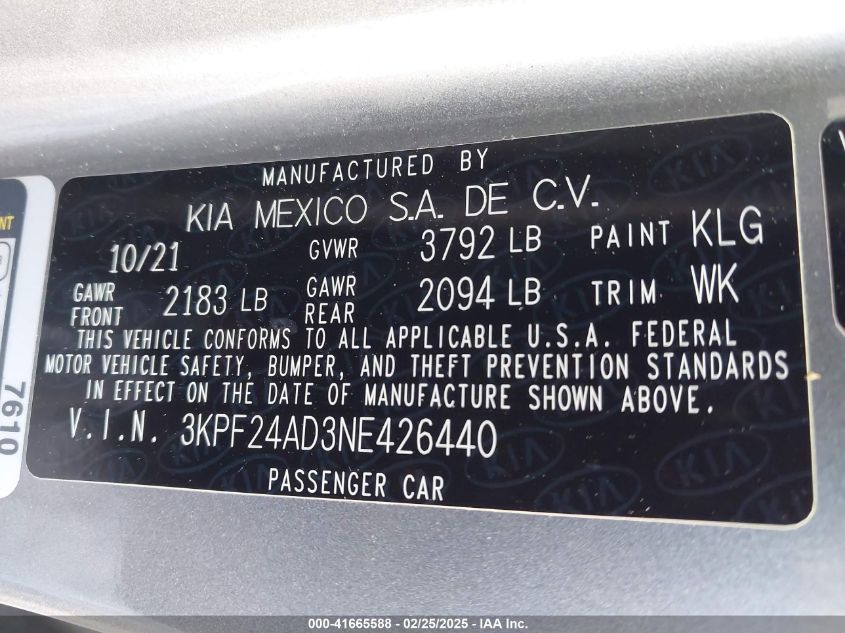 MANUFACTURED BY
KIA MEXICO S.A. DE C.V.
10/21 GVWR 3792 LB PAINT KLG
GAWR FRONT 2183 LB GAWR REAR 2094 LB TRIM WK
THIS VEHICLE CONFORMS TO ALL APPLICABLE U.S.A. FEDERAL
MOTOR VEHICLE SAFETY, BUMPER, AND THEFT PREVENTION STANDARDS
IN EFFECT ON THE DATE OF MANUFACTURE SHOWN ABOVE.
V.I.N. 3KPF24AD3NE426440
PASSENGER CAR
7610
000-41665588 - 02/25/2025 - IAA Inc.